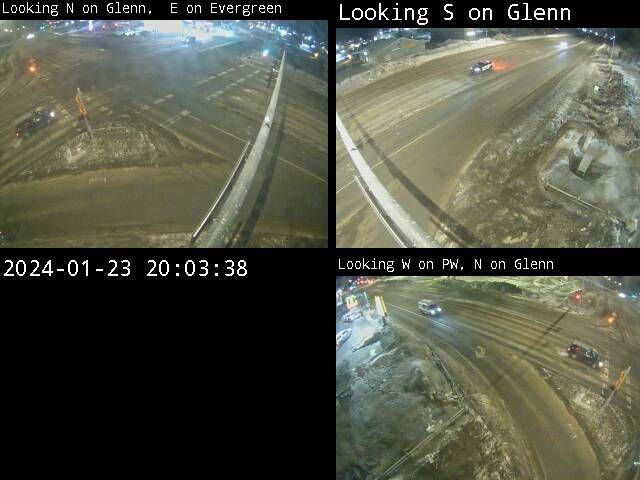 Looking N on Glenn,  E on Evergreen
Looking S on Glenn
2024-01-23 20:03:38
Looking W on PW, N on Glenn